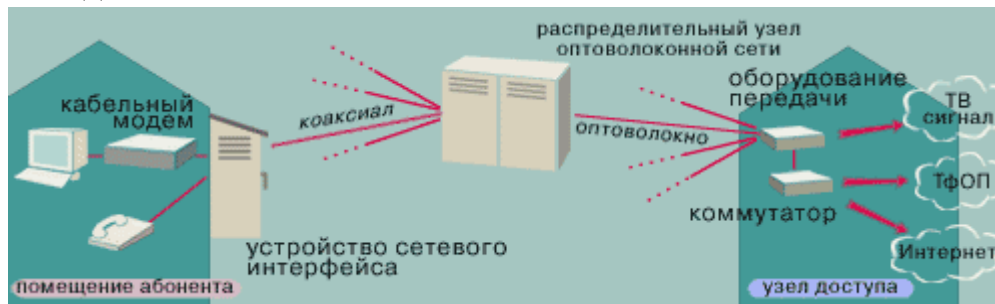 распределительный узел
оптоволоконной сети
оборудование
передачи
кабельный
модем
коаксиал
оптоволокно
ТВ
сигнал
ТфОП
коммутатор
устройство сетевого
интерфейса
Интернет
помещение абонента
узел доступа